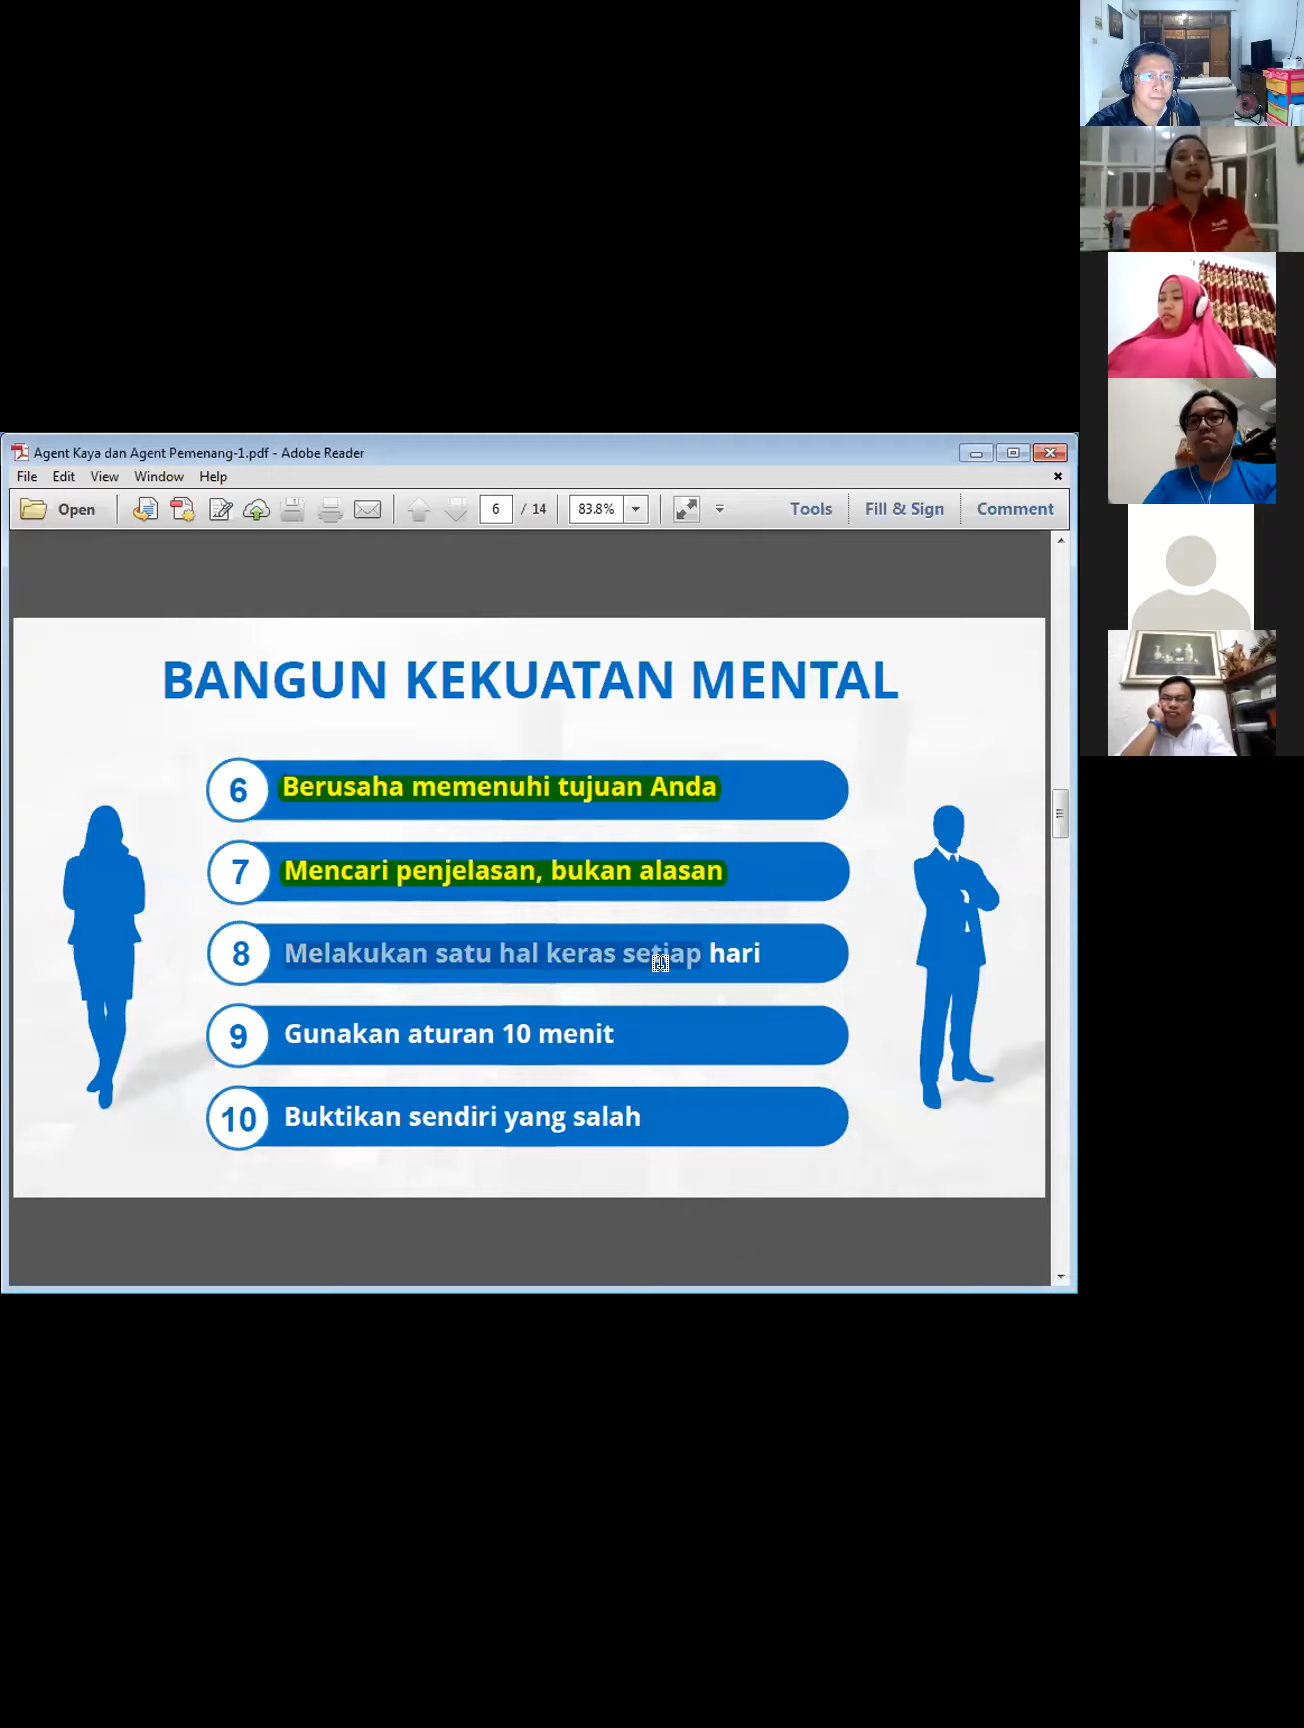 Agent Kaya dan Agent Pemenang-1.pdf - Adobe Reader
File Edit View Window Help
Open 6 / 14 83.8% Tools Fill & Sign Comment
BANGUN KEKUATAN MENTAL
6 Berusaha memenuhi tujuan Anda
7 Mencari penjelasan, bukan alasan
8 Melakukan satu hal keras setiap hari
9 Gunakan aturan 10 menit
10 Buktikan sendiri yang salah